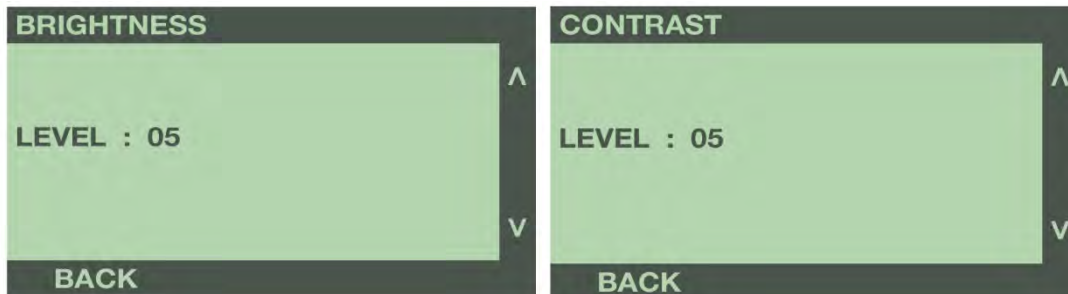 BRIGHTNESS
LEVEL : 05
BACK
CONTRAST
LEVEL : 05
BACK